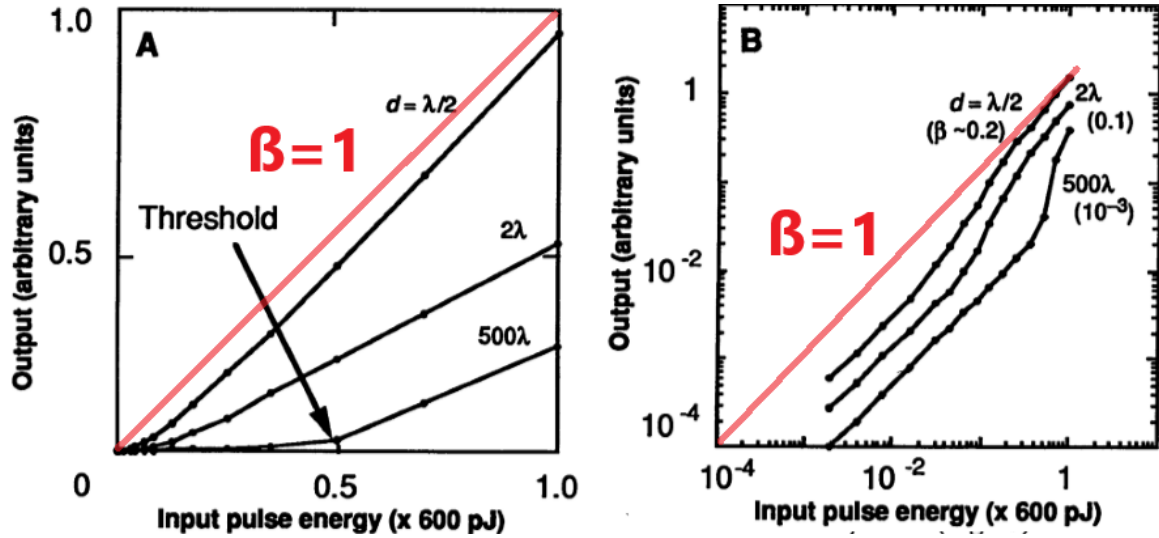 1.0
A
d = λ/2
ß=1
Threshold
0.5
2λ
500λ
Output (arbitrary units)
0
0.5
1.0
Input pulse energy (x 600 pJ)
B
1
d = λ/2
(β ~0.2)
2λ
(0.1)
500λ
(10⁻³)
ß=1
10⁻²
10⁻⁴
Output (arbitrary units)
10⁻⁴
10⁻²
1
Input pulse energy (x 600 pJ)